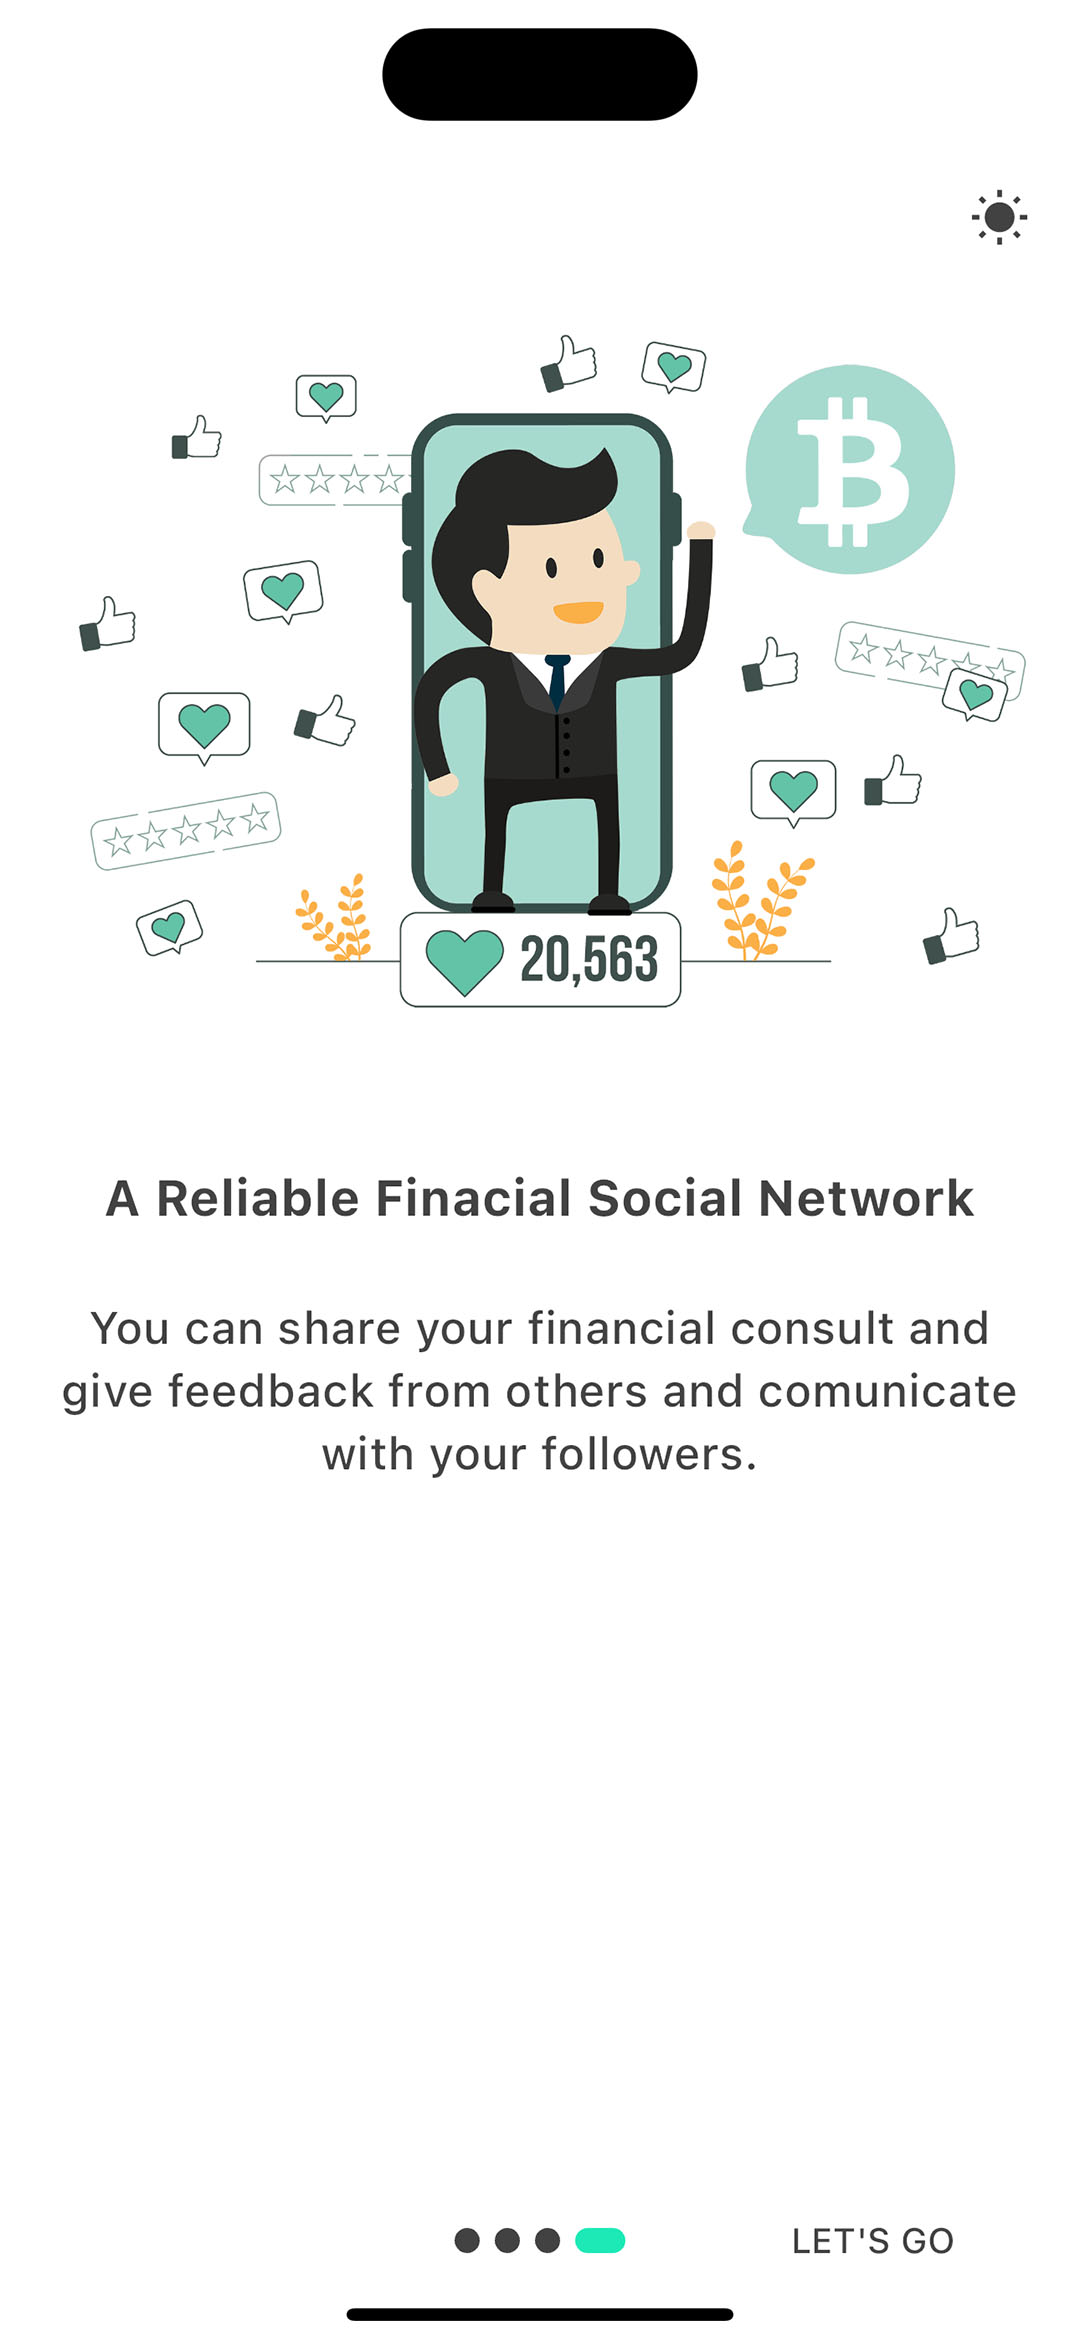 20,563
A Reliable Finacial Social Network
You can share your financial consult and
give feedback from others and comunicate
with your followers.
LET'S GO